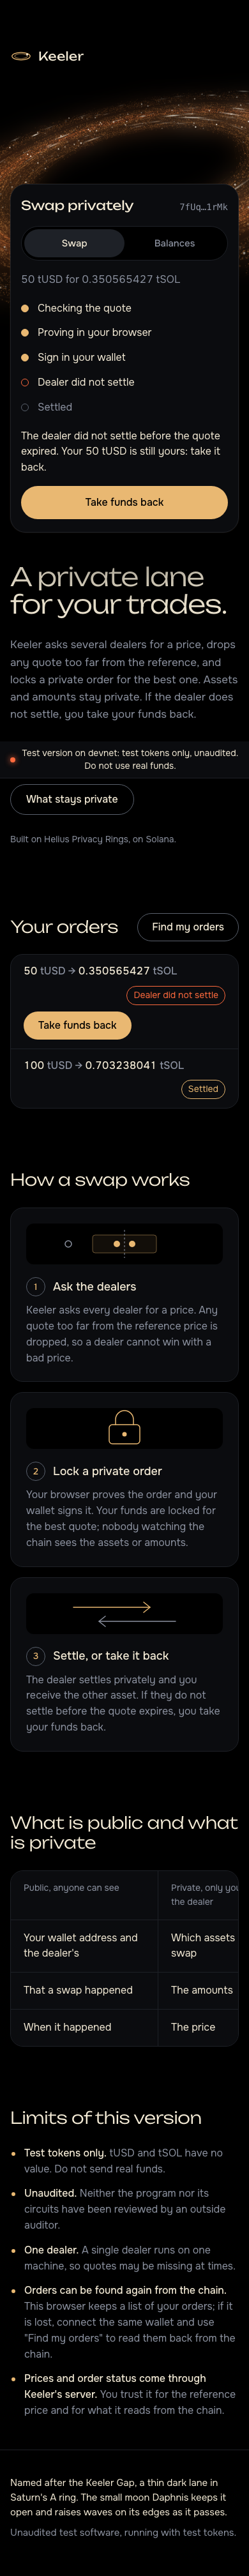 Keeler
Swap privately
7fUq…1rMk
Swap
Balances
50 tUSD for 0.350565427 tSOL
Checking the quote
Proving in your browser
Sign in your wallet
Dealer did not settle
Settled
The dealer did not settle before the quote
expired. Your 50 tUSD is still yours: take it
back.
Take funds back
A private lane
for your trades.
Keeler asks several dealers for a price, drops
any quote too far from the reference, and
locks a private order for the best one. Assets
and amounts stay private. If the dealer does
not settle, you take your funds back.
Test version on devnet: test tokens only, unaudited.
Do not use real funds.
What stays private
Built on Helius Privacy Rings, on Solana.
Your orders
Find my orders
50 tUSD → 0.350565427 tSOL
Dealer did not settle
Take funds back
100 tUSD → 0.703238041 tSOL
Settled
How a swap works
1 Ask the dealers
Keeler asks every dealer for a price. Any
quote too far from the reference price is
dropped, so a dealer cannot win with a
bad price.
2 Lock a private order
Your browser proves the order and your
wallet signs it. Your funds are locked for
the best quote; nobody watching the
chain sees the assets or amounts.
3 Settle, or take it back
The dealer settles privately and you
receive the other asset. If they do not
settle before the quote expires, you take
your funds back.
What is public and what
is private
Public, anyone can see
Private, only you
the dealer
Your wallet address and
the dealer's
Which assets
swap
That a swap happened
The amounts
When it happened
The price
Limits of this version
Test tokens only. tUSD and tSOL have no
value. Do not send real funds.
Unaudited. Neither the program nor its
circuits have been reviewed by an outside
auditor.
One dealer. A single dealer runs on one
machine, so quotes may be missing at times.
Orders can be found again from the chain.
This browser keeps a list of your orders; if it
is lost, connect the same wallet and use
"Find my orders" to read them back from the
chain.
Prices and order status come through
Keeler's server. You trust it for the reference
price and for what it reads from the chain.
Named after the Keeler Gap, a thin dark lane in
Saturn's A ring. The small moon Daphnis keeps it
open and raises waves on its edges as it passes.
Unaudited test software, running with test tokens.